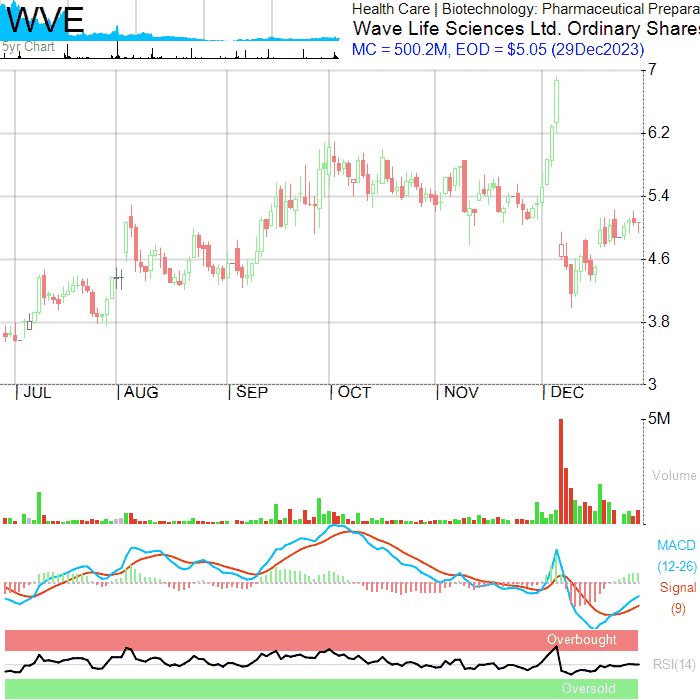 WVE
5yr Chart
Health Care | Biotechnology: Pharmaceutical Prepara
Wave Life Sciences Ltd. Ordinary Shares
MC = 500.2M, EOD = $5.05 (29Dec2023)
7
6.2
5.4
4.6
3.8
3
JUL AUG SEP OCT NOV DEC
5M
Volume
MACD
(12-26)
Signal
(9)
Overbought
RSI(14)
Oversold